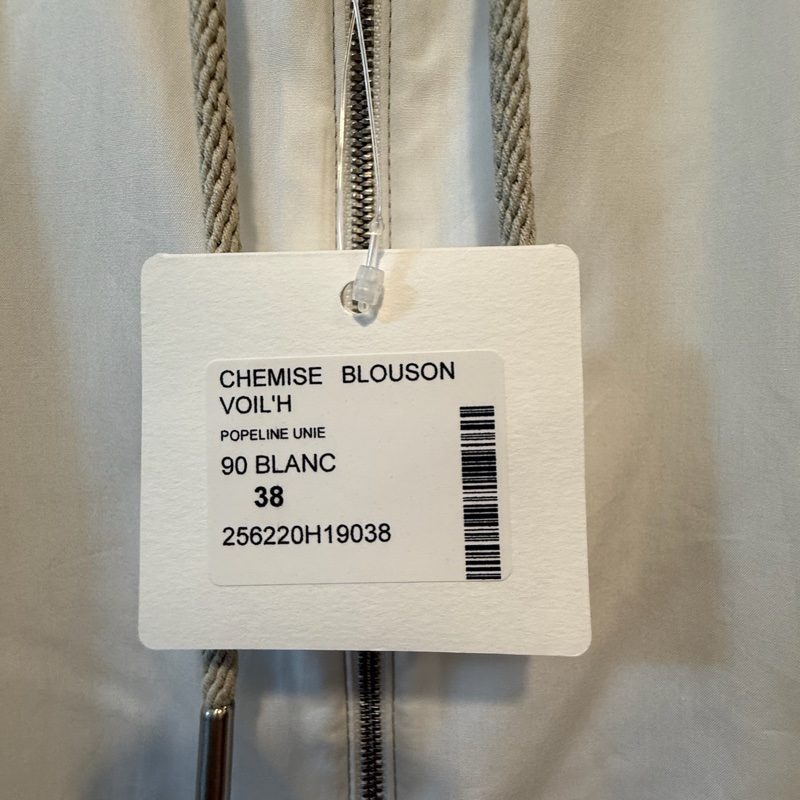 CHEMISE BLOUSON
VOIL'H
POPELINE UNIE
90 BLANC
38
256220H19038